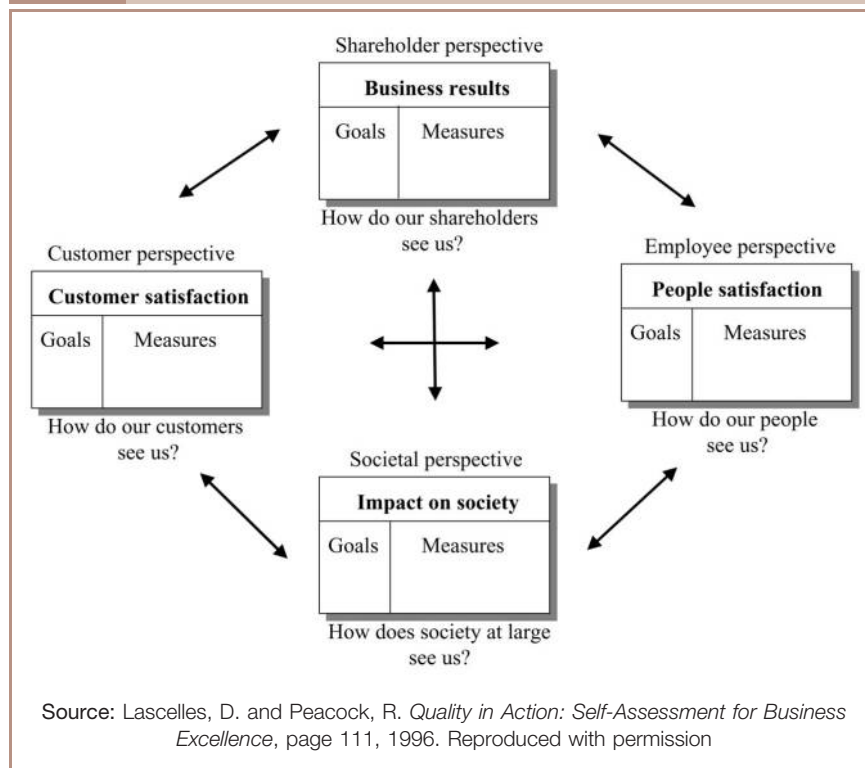 Shareholder perspective
Business results
Goals Measures
How do our shareholders
see us?
Customer perspective
Customer satisfaction
Goals Measures
How do our customers
see us?
Employee perspective
People satisfaction
Goals Measures
How do our people
see us?
Societal perspective
Impact on society
Goals Measures
How does society at large
see us?
Source: Lascelles, D. and Peacock, R. Quality in Action: Self-Assessment for Business
Excellence, page 111, 1996. Reproduced with permission